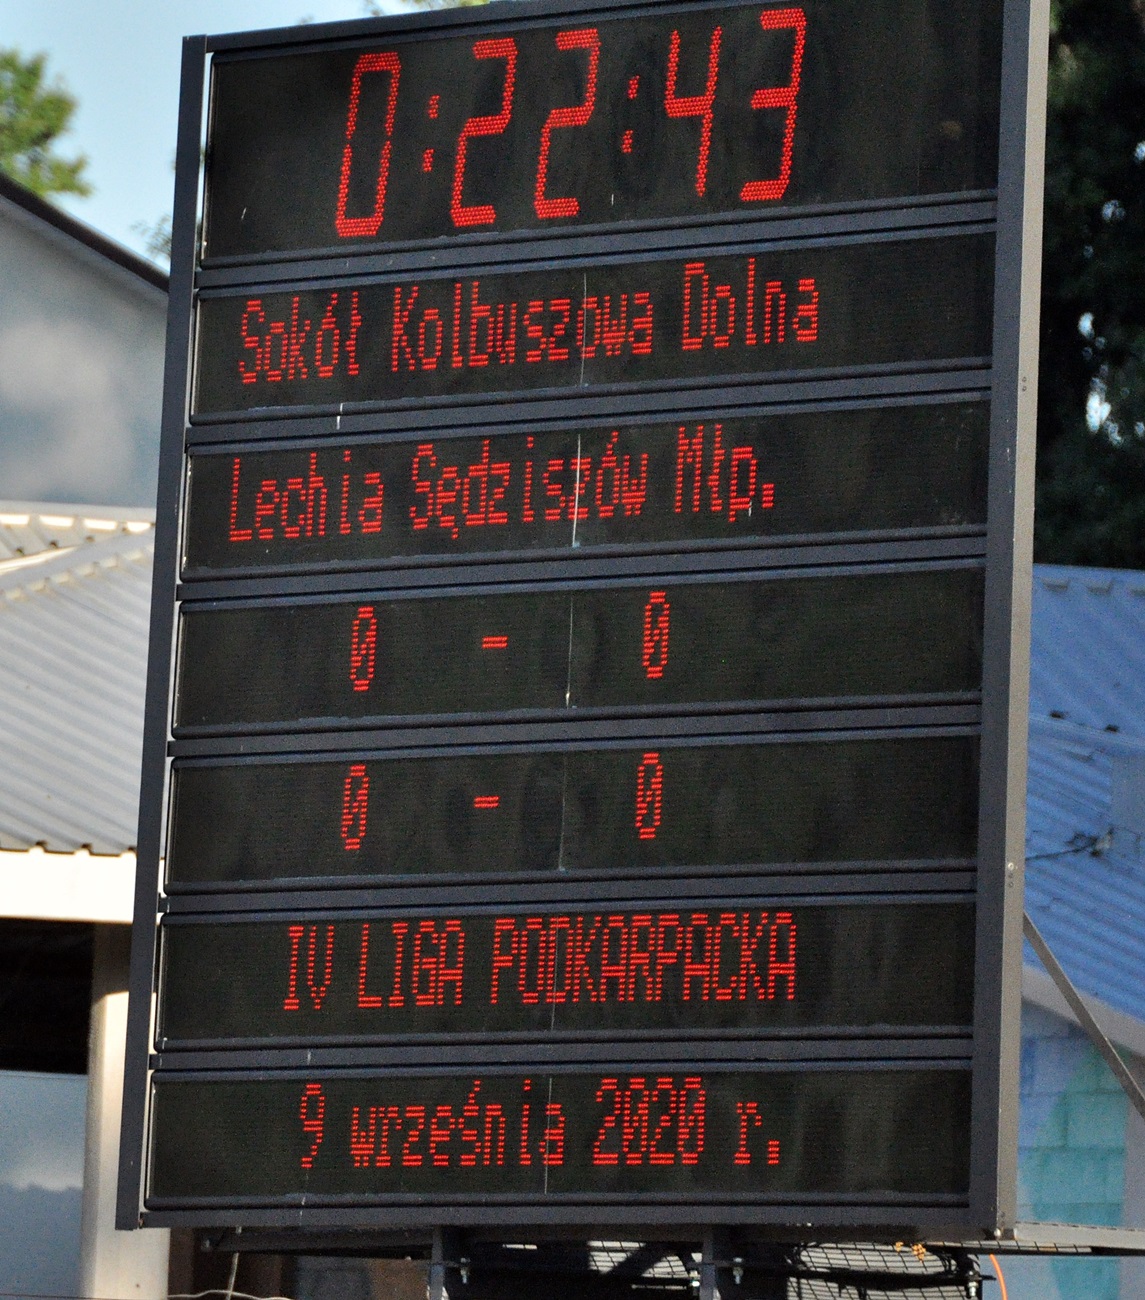 0:22:43
Sokół Kolbuszowa Dolna
Lechia Sędziszów Młp.
0 - 0
0 - 0
IV LIGA PODKARPACKA
9 września 2020 r.